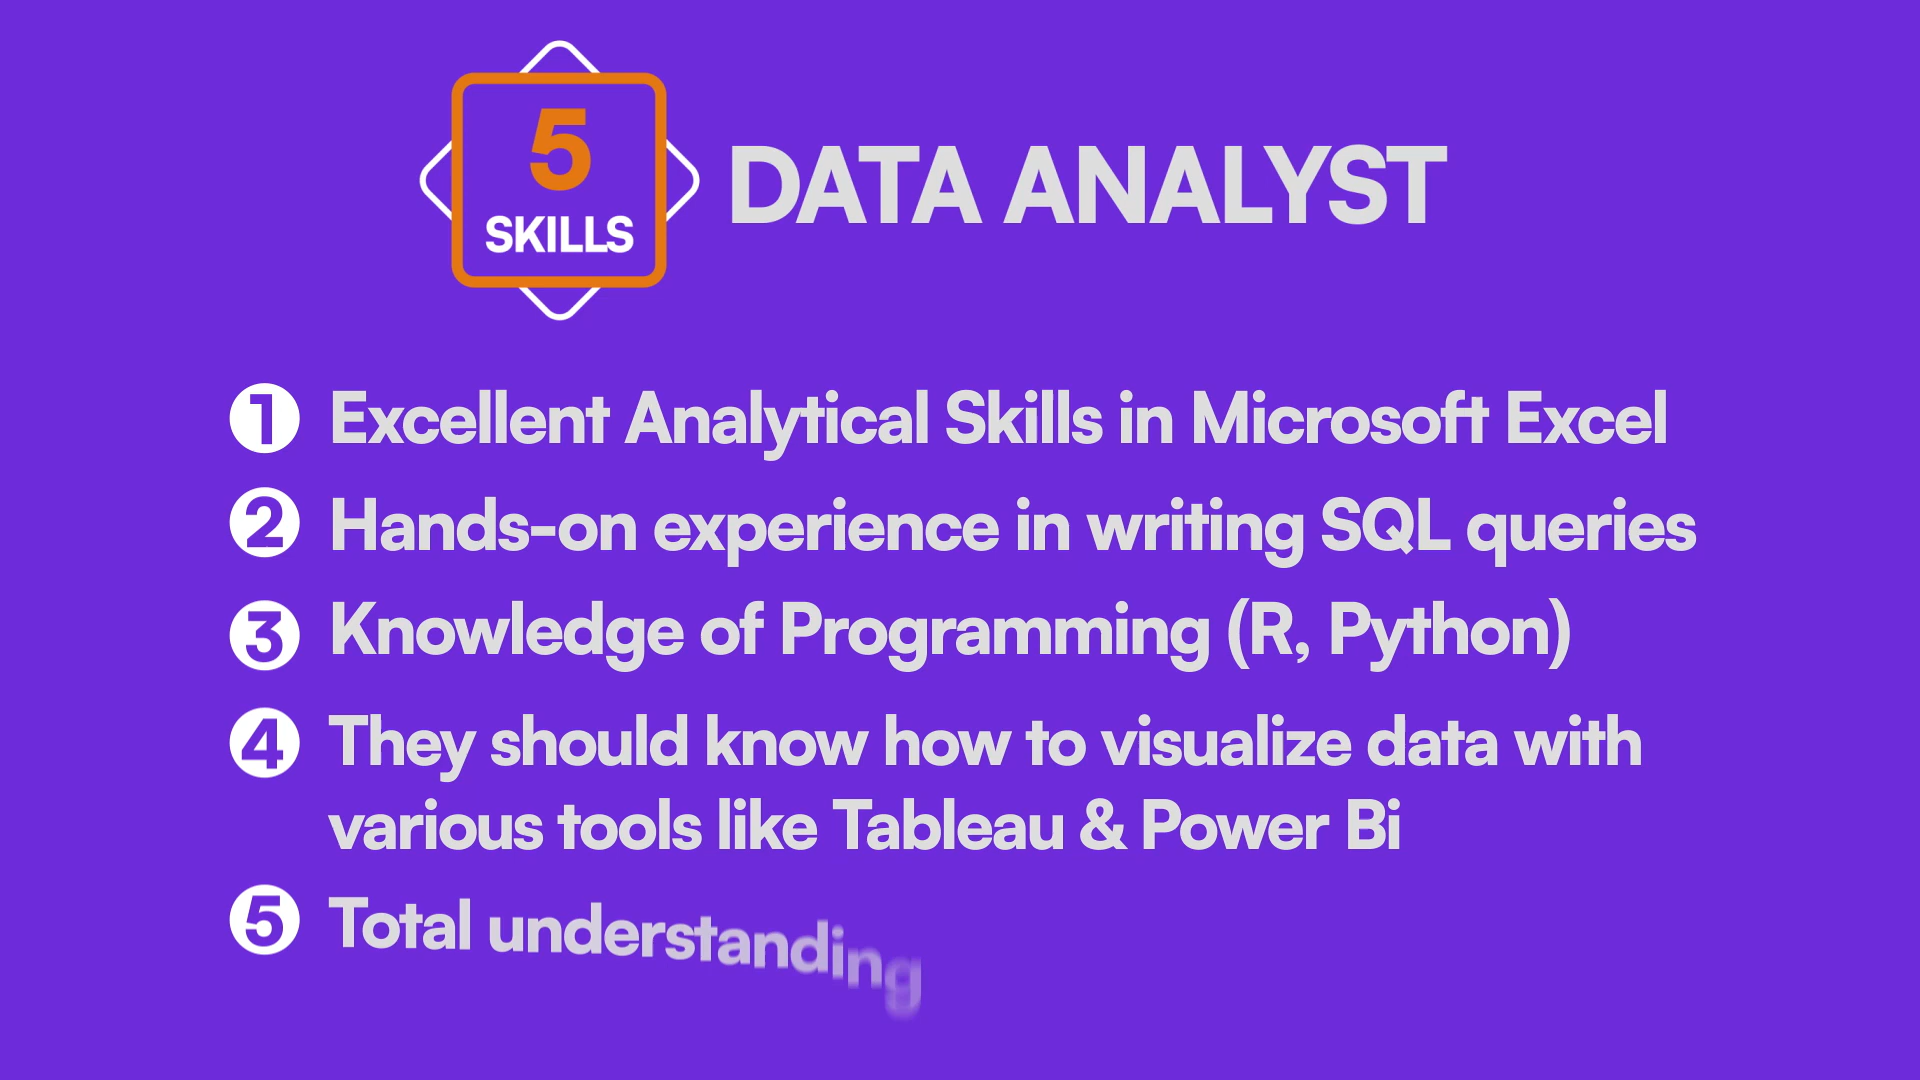 5
SKILLS
DATA ANALYST
1 Excellent Analytical Skills in Microsoft Excel
2 Hands-on experience in writing SQL queries
3 Knowledge of Programming (R, Python)
4 They should know how to visualize data with
various tools like Tableau & Power Bi
5 Total understanding